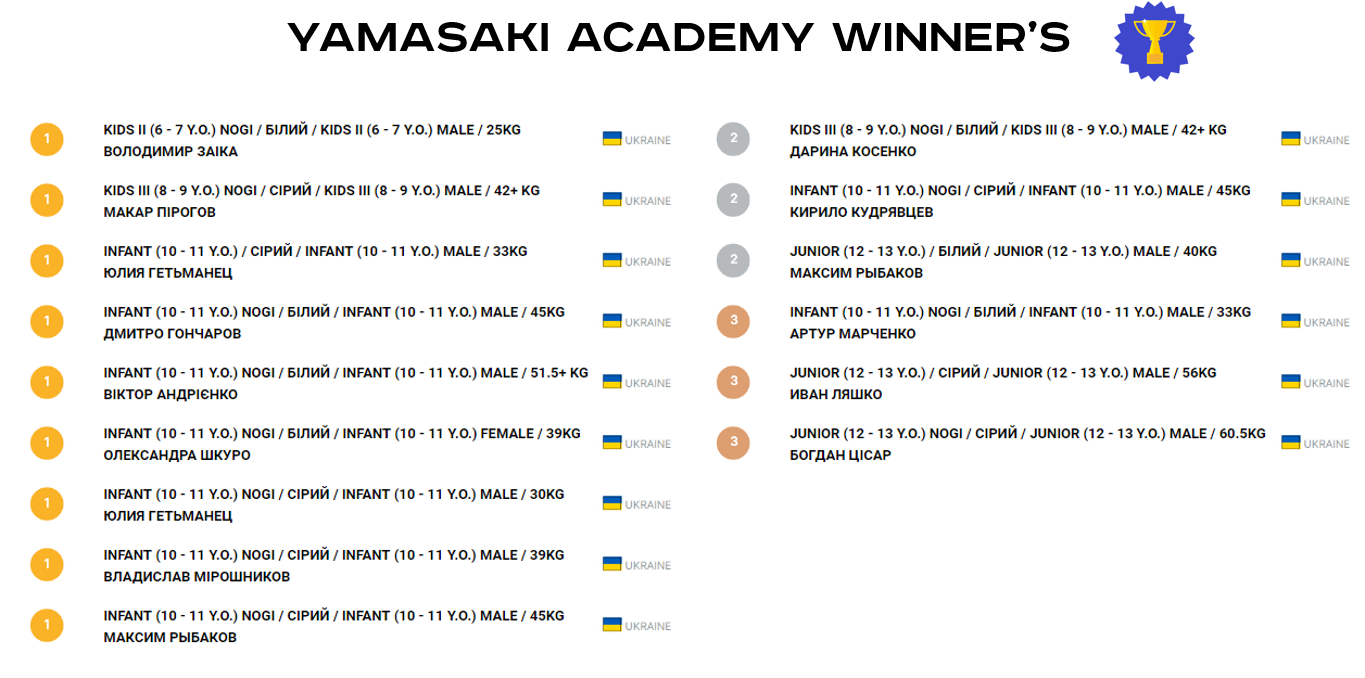 YAMASAKI ACADEMY WINNER'S
1
KIDS II (6 - 7 Y.O.) NOGI / БІЛИЙ / KIDS II (6 - 7 Y.O.) MALE / 25KG
ВОЛОДИМИР ЗАІКА
UKRAINE
1
KIDS III (8 - 9 Y.O.) NOGI / СІРИЙ / KIDS III (8 - 9 Y.O.) MALE / 42+ KG
МАКАР ПІРОГОВ
UKRAINE
1
INFANT (10 - 11 Y.O.) / СІРИЙ / INFANT (10 - 11 Y.O.) MALE / 33KG
ЮЛИЯ ГЕТЬМАНЕЦ
UKRAINE
1
INFANT (10 - 11 Y.O.) NOGI / БІЛИЙ / INFANT (10 - 11 Y.O.) MALE / 45KG
ДМИТРО ГОНЧАРОВ
UKRAINE
1
INFANT (10 - 11 Y.O.) NOGI / БІЛИЙ / INFANT (10 - 11 Y.O.) MALE / 51.5+ KG
ВІКТОР АНДРІЄНКО
UKRAINE
1
INFANT (10 - 11 Y.O.) NOGI / БІЛИЙ / INFANT (10 - 11 Y.O.) FEMALE / 39KG
ОЛЕКСАНДРА ШКУРО
UKRAINE
1
INFANT (10 - 11 Y.O.) NOGI / СІРИЙ / INFANT (10 - 11 Y.O.) MALE / 30KG
ЮЛИЯ ГЕТЬМАНЕЦ
UKRAINE
1
INFANT (10 - 11 Y.O.) NOGI / СІРИЙ / INFANT (10 - 11 Y.O.) MALE / 39KG
ВЛАДИСЛАВ МІРОШНИКОВ
UKRAINE
1
INFANT (10 - 11 Y.O.) NOGI / СІРИЙ / INFANT (10 - 11 Y.O.) MALE / 45KG
МАКСИМ РЫБАКОВ
UKRAINE
2
KIDS III (8 - 9 Y.O.) NOGI / БІЛИЙ / KIDS III (8 - 9 Y.O.) MALE / 42+ KG
ДАРИНА КОСЕНКО
UKRAINE
2
INFANT (10 - 11 Y.O.) NOGI / СІРИЙ / INFANT (10 - 11 Y.O.) MALE / 45KG
КИРИЛО КУДРЯВЦЕВ
UKRAINE
2
JUNIOR (12 - 13 Y.O.) / БІЛИЙ / JUNIOR (12 - 13 Y.O.) MALE / 40KG
МАКСИМ РЫБАКОВ
UKRAINE
3
INFANT (10 - 11 Y.O.) NOGI / БІЛИЙ / INFANT (10 - 11 Y.O.) MALE / 33KG
АРТУР МАРЧЕНКО
UKRAINE
3
JUNIOR (12 - 13 Y.O.) / СІРИЙ / JUNIOR (12 - 13 Y.O.) MALE / 56KG
ИВАН ЛЯШКО
UKRAINE
3
JUNIOR (12 - 13 Y.O.) NOGI / СІРИЙ / JUNIOR (12 - 13 Y.O.) MALE / 60.5KG
БОГДАН ЦІСАР
UKRAINE